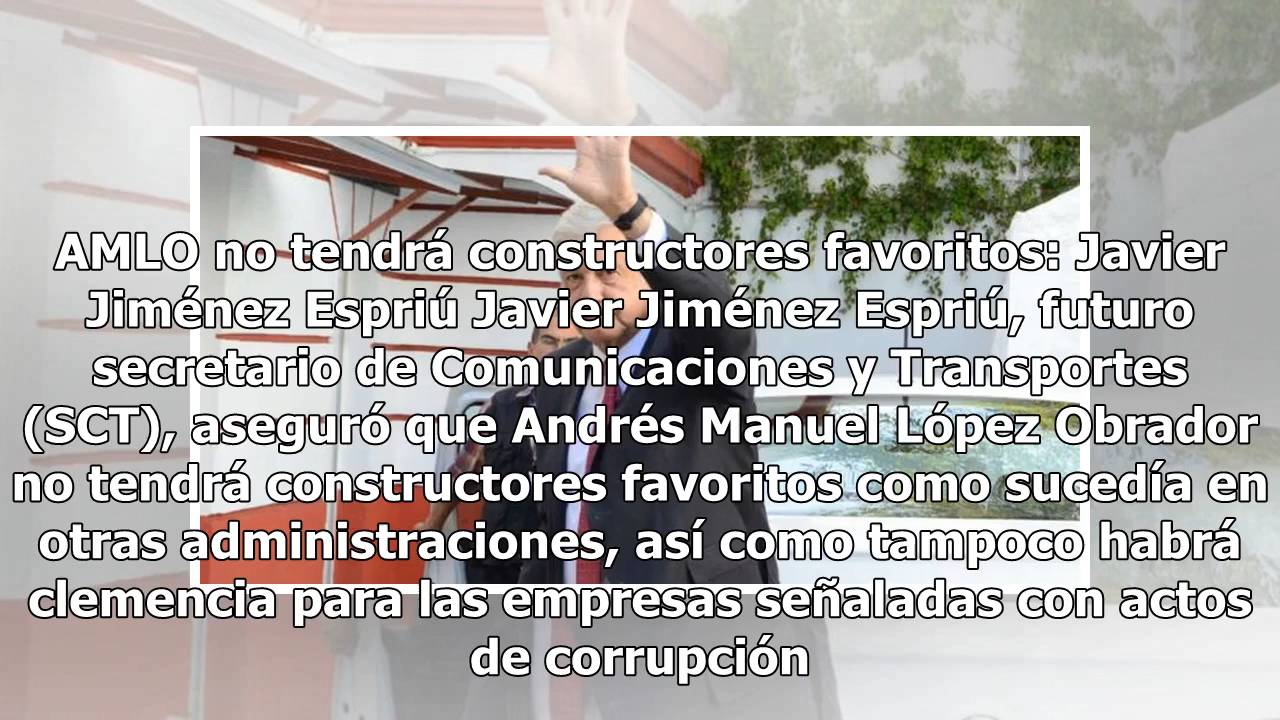 AMLO no tendrá constructores favoritos: Javier
Jiménez Espriú Javier Jiménez Espriú, futuro
secretario de Comunicaciones y Transportes
(SCT), aseguró que Andrés Manuel López Obrador
no tendrá constructores favoritos como sucedía en
otras administraciones, así como tampoco habrá
clemencia para las empresas señaladas con actos
de corrupción